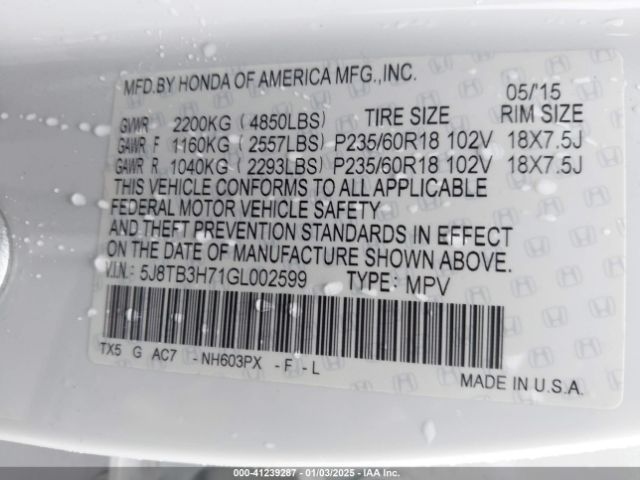 MFD.BY HONDA OF AMERICA MFG.,INC.
05/'15
GVWR 2200KG (4850LBS) TIRE SIZE RIM SIZE
GAWR F 1160KG (2557LBS) P235/60R18 102V 18X7.5J
GAWR R 1040KG (2293LBS) P235/60R18 102V 18X7.5J
THIS VEHICLE CONFORMS TO ALL APPLICABLE
FEDERAL MOTOR VEHICLE SAFETY
AND THEFT PREVENTION STANDARDS IN EFFECT
ON THE DATE OF MANUFACTURE SHOWN ABOVE.
V.I.N.: 5J8TB3H71GL002599 TYPE: MPV
TX5 G AC7 -NH603PX -F -L
MADE IN U.S.A.
000-41239287 - 01/03/2025 - IAA Inc.